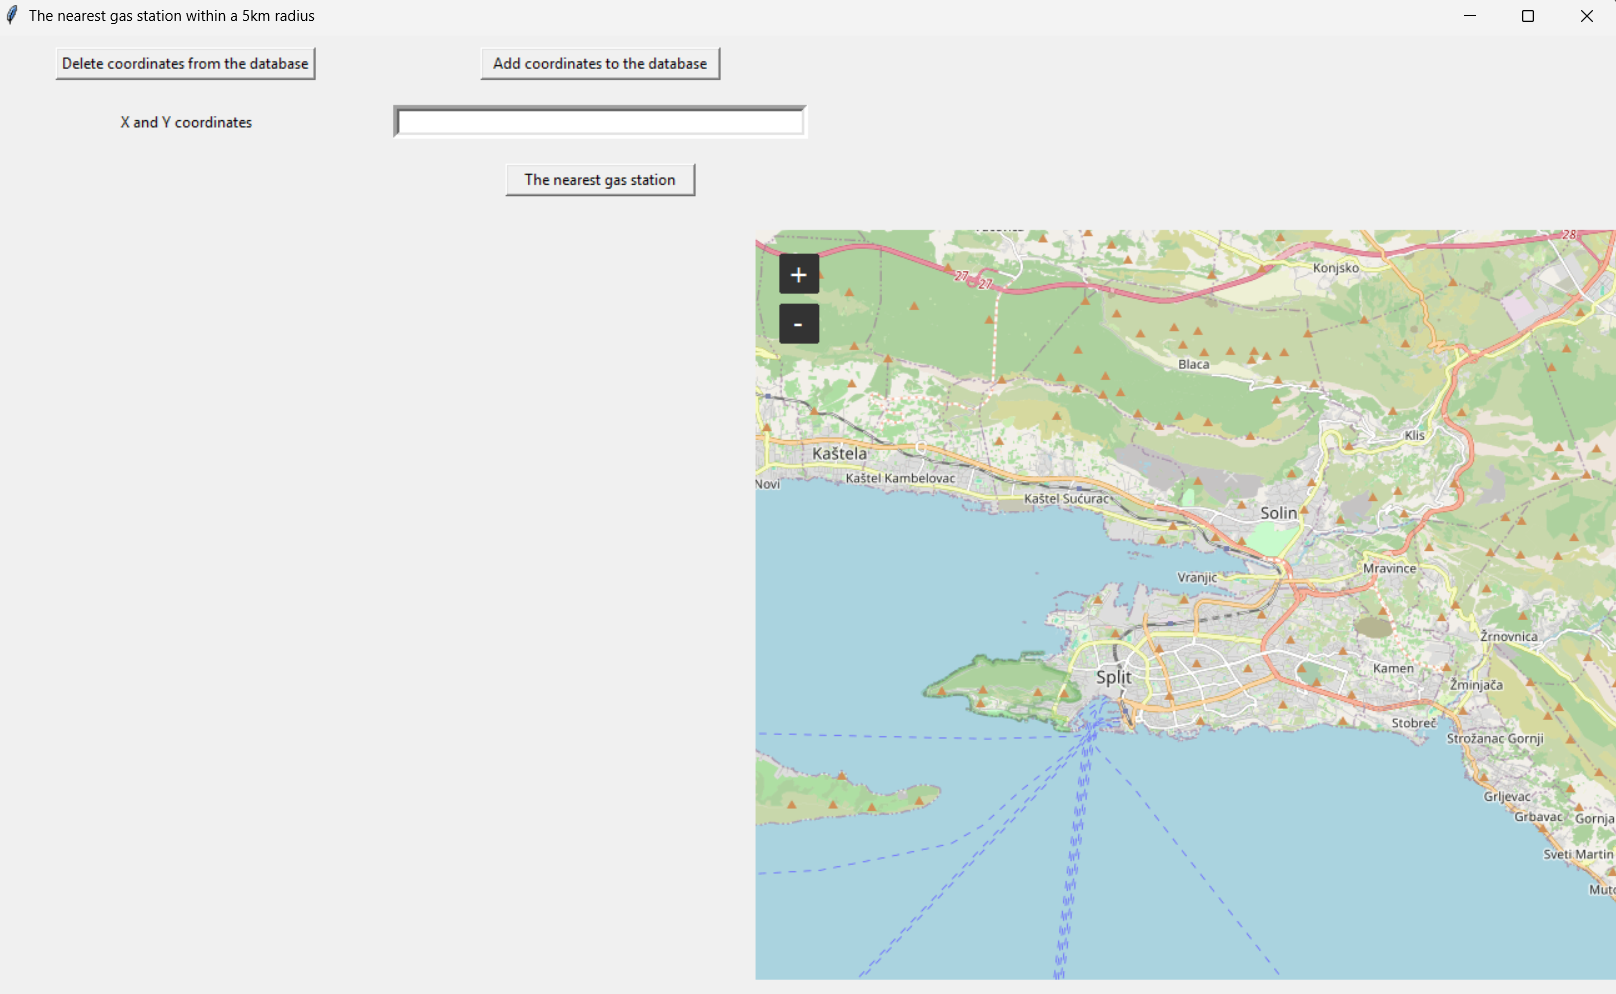 The nearest gas station within a 5km radius
Delete coordinates from the database
Add coordinates to the database
X and Y coordinates
The nearest gas station
28
Konjsko
+
27
27
-
Blaca
Klis
Kaštela
Novi
Kaštel Kambelovac
Kaštel Sućurac
Solin
Vranjic
Mravince
Žrnovnica
Kamen
Split
Žminjača
Stobreč
Strožanac Gornji
Grljevac
Grbavac
Gornja
Sveti Martin